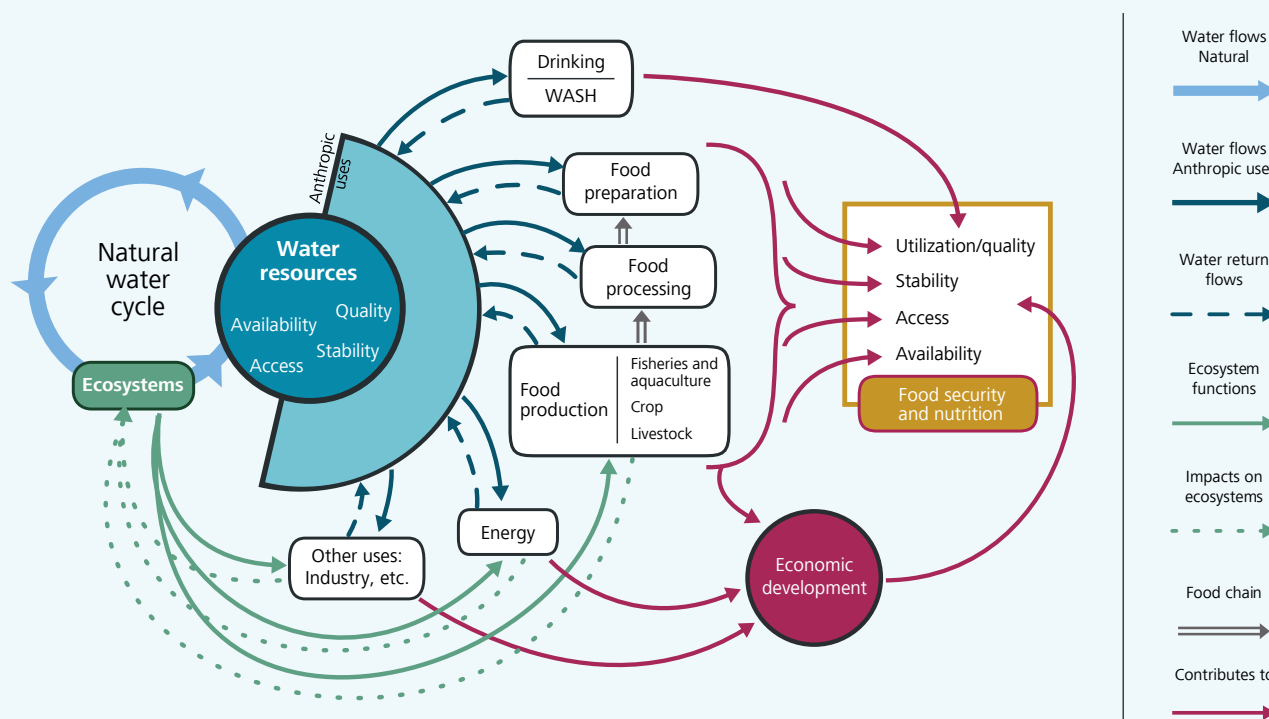 Drinking
WASH
Anthropic
uses
Food
preparation
Food
processing
Food
production
Fisheries and
aquaculture
Crop
Livestock
Natural
water
cycle
Water
resources
Quality
Availability
Stability
Access
Ecosystems
Other uses:
Industry, etc.
Energy
Utilization/quality
Stability
Access
Availability
Food security
and nutrition
Economic
development
Water flows
Natural
Water flows
Anthropic use
Water return
flows
Ecosystem
functions
Impacts on
ecosystems
Food chain
Contributes to